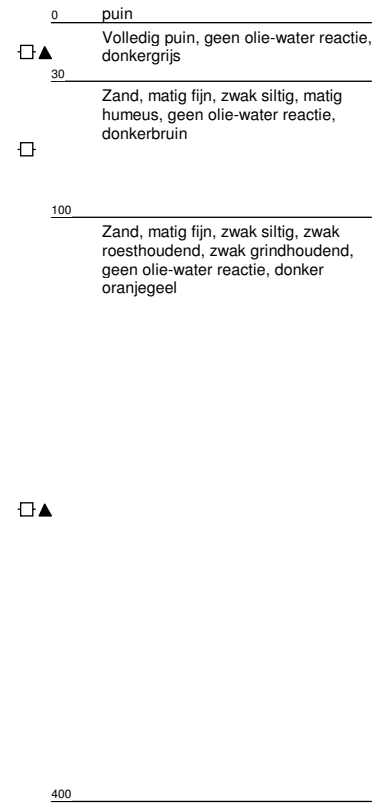 0 puin
Volledig puin, geen olie-water reactie,
donkergrijs
30
Zand, matig fijn, zwak siltig, matig
humeus, geen olie-water reactie,
donkerbruin
100
Zand, matig fijn, zwak siltig, zwak
roesthoudend, zwak grindhoudend,
geen olie-water reactie, donker
oranjegeel
400